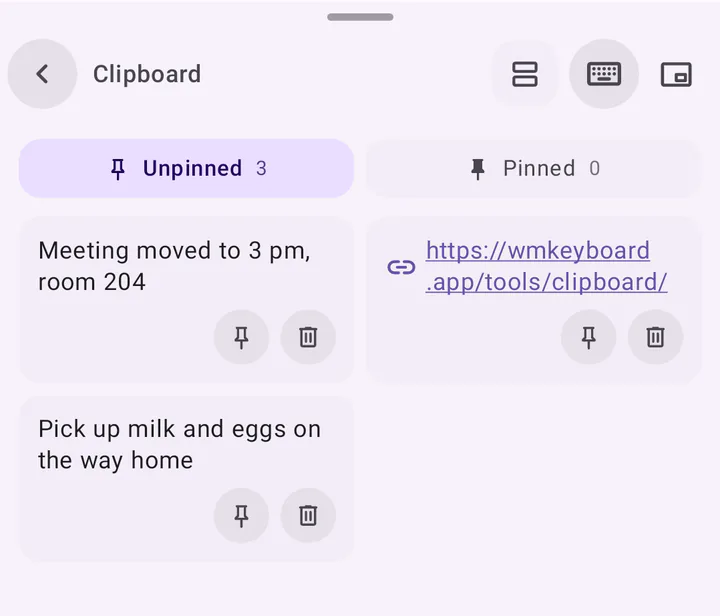 Clipboard
Unpinned 3
Pinned 0
Meeting moved to 3 pm,
room 204
https://wmkeyboard
.app/tools/clipboard/
Pick up milk and eggs on
the way home